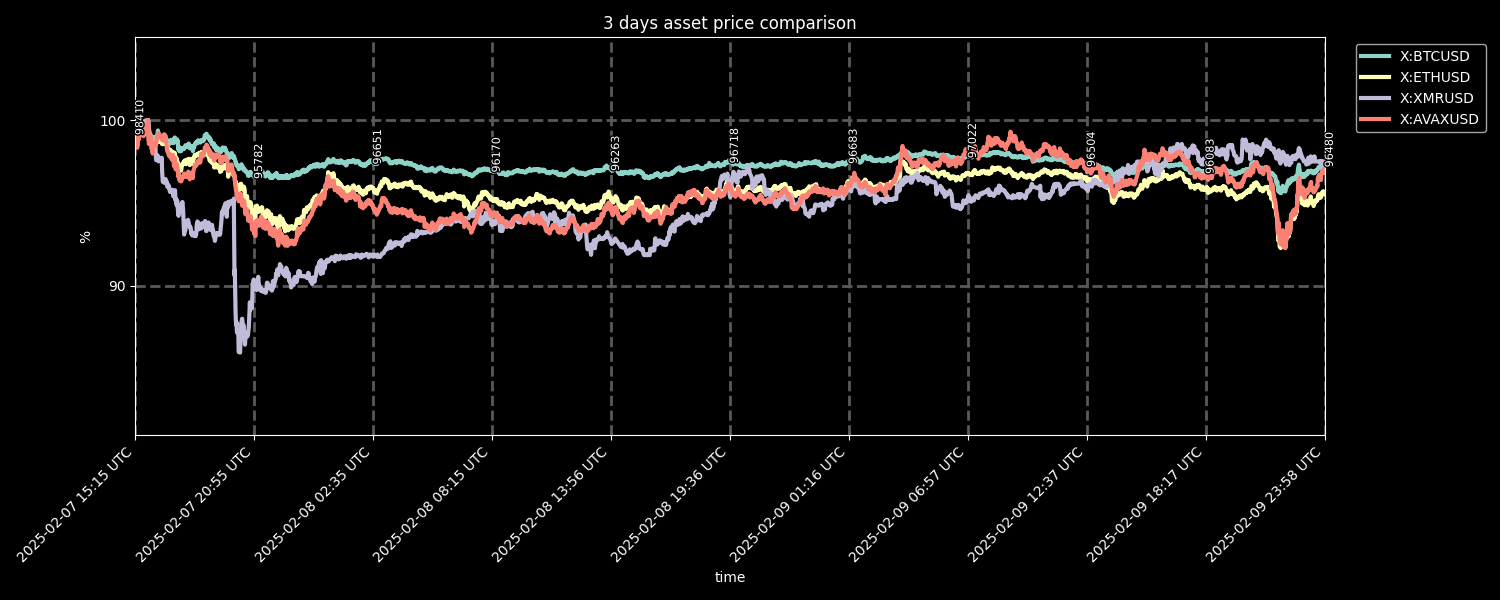 3 days asset price comparison
X:BTCUSD
X:ETHUSD
X:XMRUSD
X:AVAXUSD
100
90
%
98410
95782
96651
96170
96263
96718
96683
97022
96504
96083
96480
2025-02-07 15:15 UTC
2025-02-07 20:55 UTC
2025-02-08 02:35 UTC
2025-02-08 08:15 UTC
2025-02-08 13:56 UTC
2025-02-08 19:36 UTC
2025-02-09 01:16 UTC
2025-02-09 06:57 UTC
2025-02-09 12:37 UTC
2025-02-09 18:17 UTC
2025-02-09 23:58 UTC
time